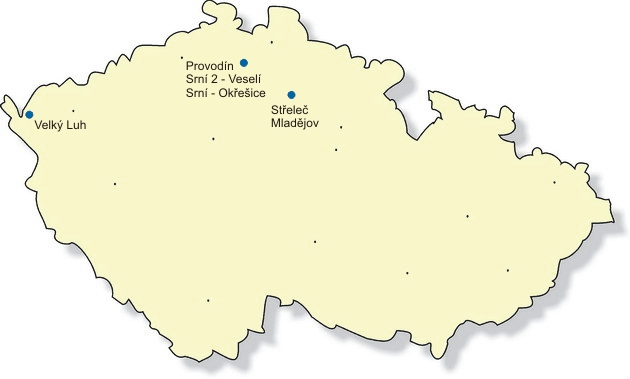 Provodín
Srní 2 - Veselí
Srní - Okřešice
Střeleč
Mladějov
Velký Luh